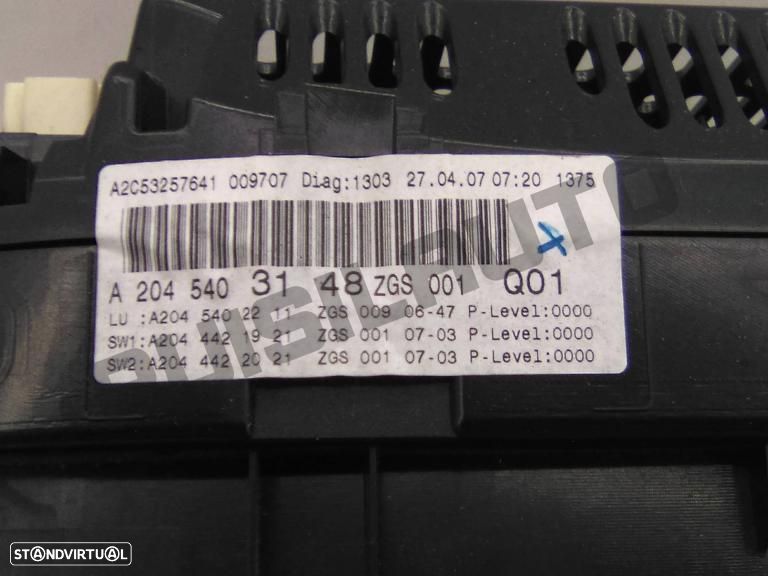 A2C53257641 009707 Diag:1303 27.04.07 07:20 1375
A 204 540 31 48 ZGS 001 Q01
LU :A204 540 22 11 ZGS 009 06-47 P-Level:0000
SW1:A204 442 19 21 ZGS 001 07-03 P-Level:0000
SW2:A204 442 20 21 ZGS 001 07-03 P-Level:0000
QUISILAUTO
STANDVIRTUAL